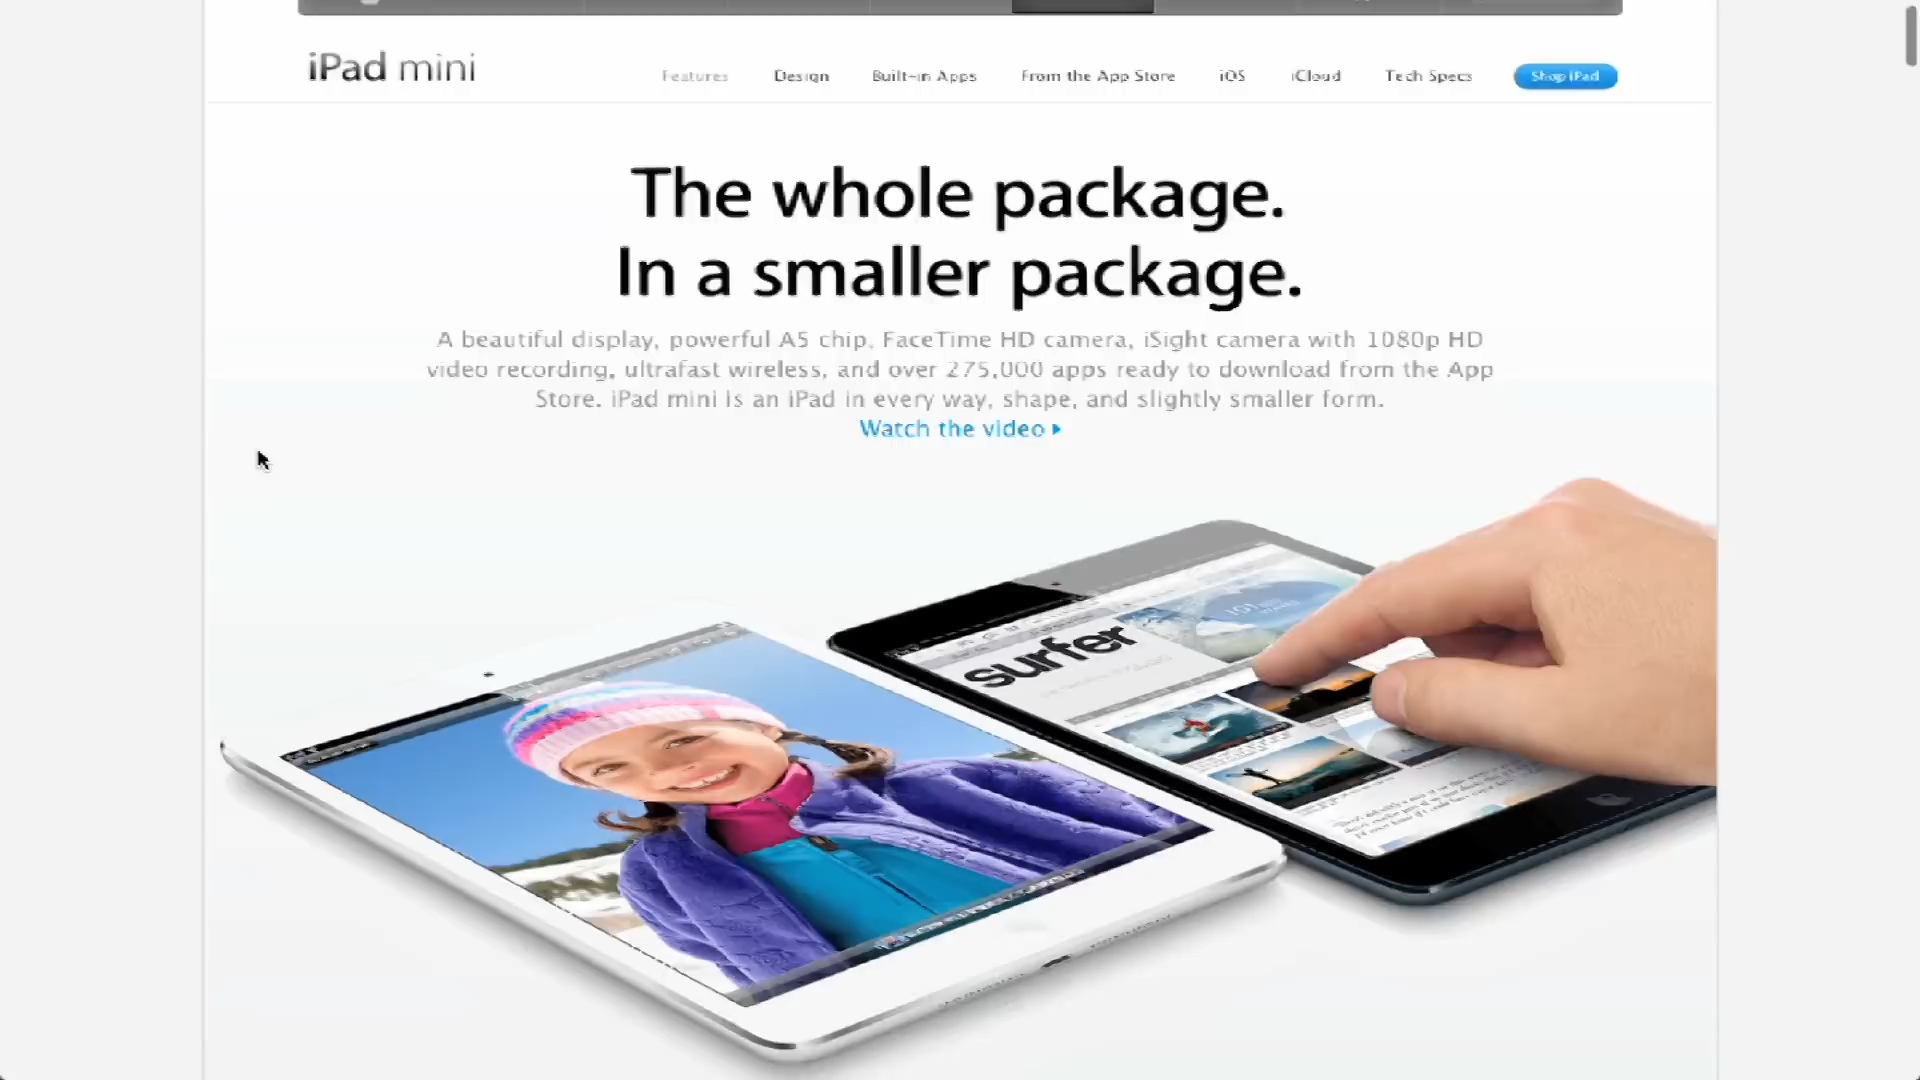 iPad mini
Features Design Built-in Apps From the App Store iOS iCloud Tech Specs Shop iPad
The whole package.
In a smaller package.
A beautiful display, powerful A5 chip, FaceTime HD camera, iSight camera with 1080p HD
video recording, ultrafast wireless, and over 275,000 apps ready to download from the App
Store. iPad mini is an iPad in every way, shape, and slightly smaller form.
Watch the video
surfer